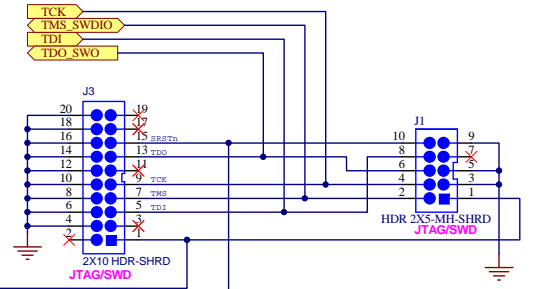 TCK
TMS_SWDIO
TDI
TDO_SWO
J3
20 19
18 17
16 15 SRSTn
14 13 TDO
12 11
10 9 TCK
8 7 TMS
6 5 TDI
4 3
2 1
2X10 HDR-SHRD
JTAG/SWD
J1
10 9
8 7
6 5
4 3
2 1
HDR 2X5-MH-SHRD
JTAG/SWD